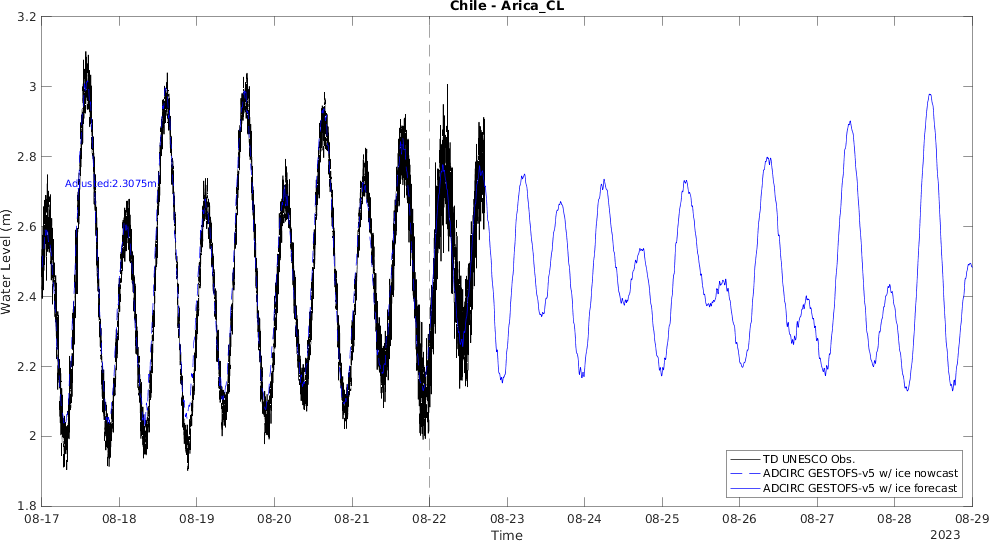 Chile - Arica_CL
3.2
3
2.8
2.6
2.4
2.2
2
1.8
Water Level (m)
Adjusted:2.3075m
TD UNESCO Obs.
ADCIRC GESTOFS-v5 w/ ice nowcast
ADCIRC GESTOFS-v5 w/ ice forecast
08-17 08-18 08-19 08-20 08-21 08-22 08-23 08-24 08-25 08-26 08-27 08-28 08-29
Time
2023